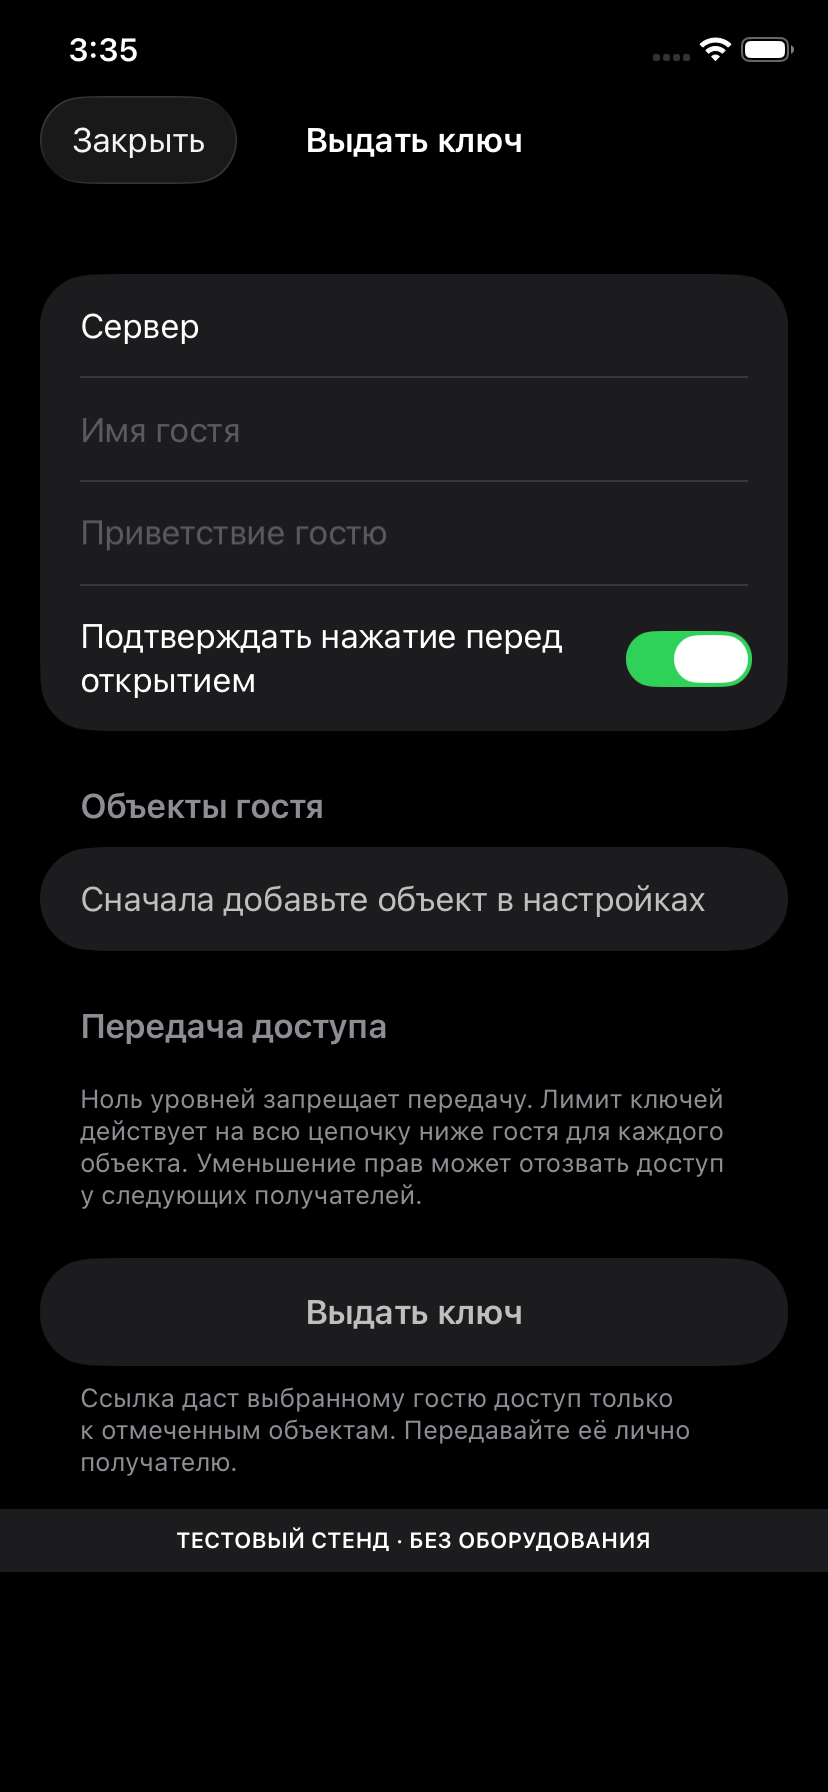 3:35
Закрыть
Выдать ключ
Сервер
Имя гостя
Приветствие гостю
Подтверждать нажатие перед
открытием
Объекты гостя
Сначала добавьте объект в настройках
Передача доступа
Ноль уровней запрещает передачу. Лимит ключей
действует на всю цепочку ниже гостя для каждого
объекта. Уменьшение прав может отозвать доступ
у следующих получателей.
Выдать ключ
Ссылка даст выбранному гостю доступ только
к отмеченным объектам. Передавайте её лично
получателю.
ТЕСТОВЫЙ СТЕНД · БЕЗ ОБОРУДОВАНИЯ